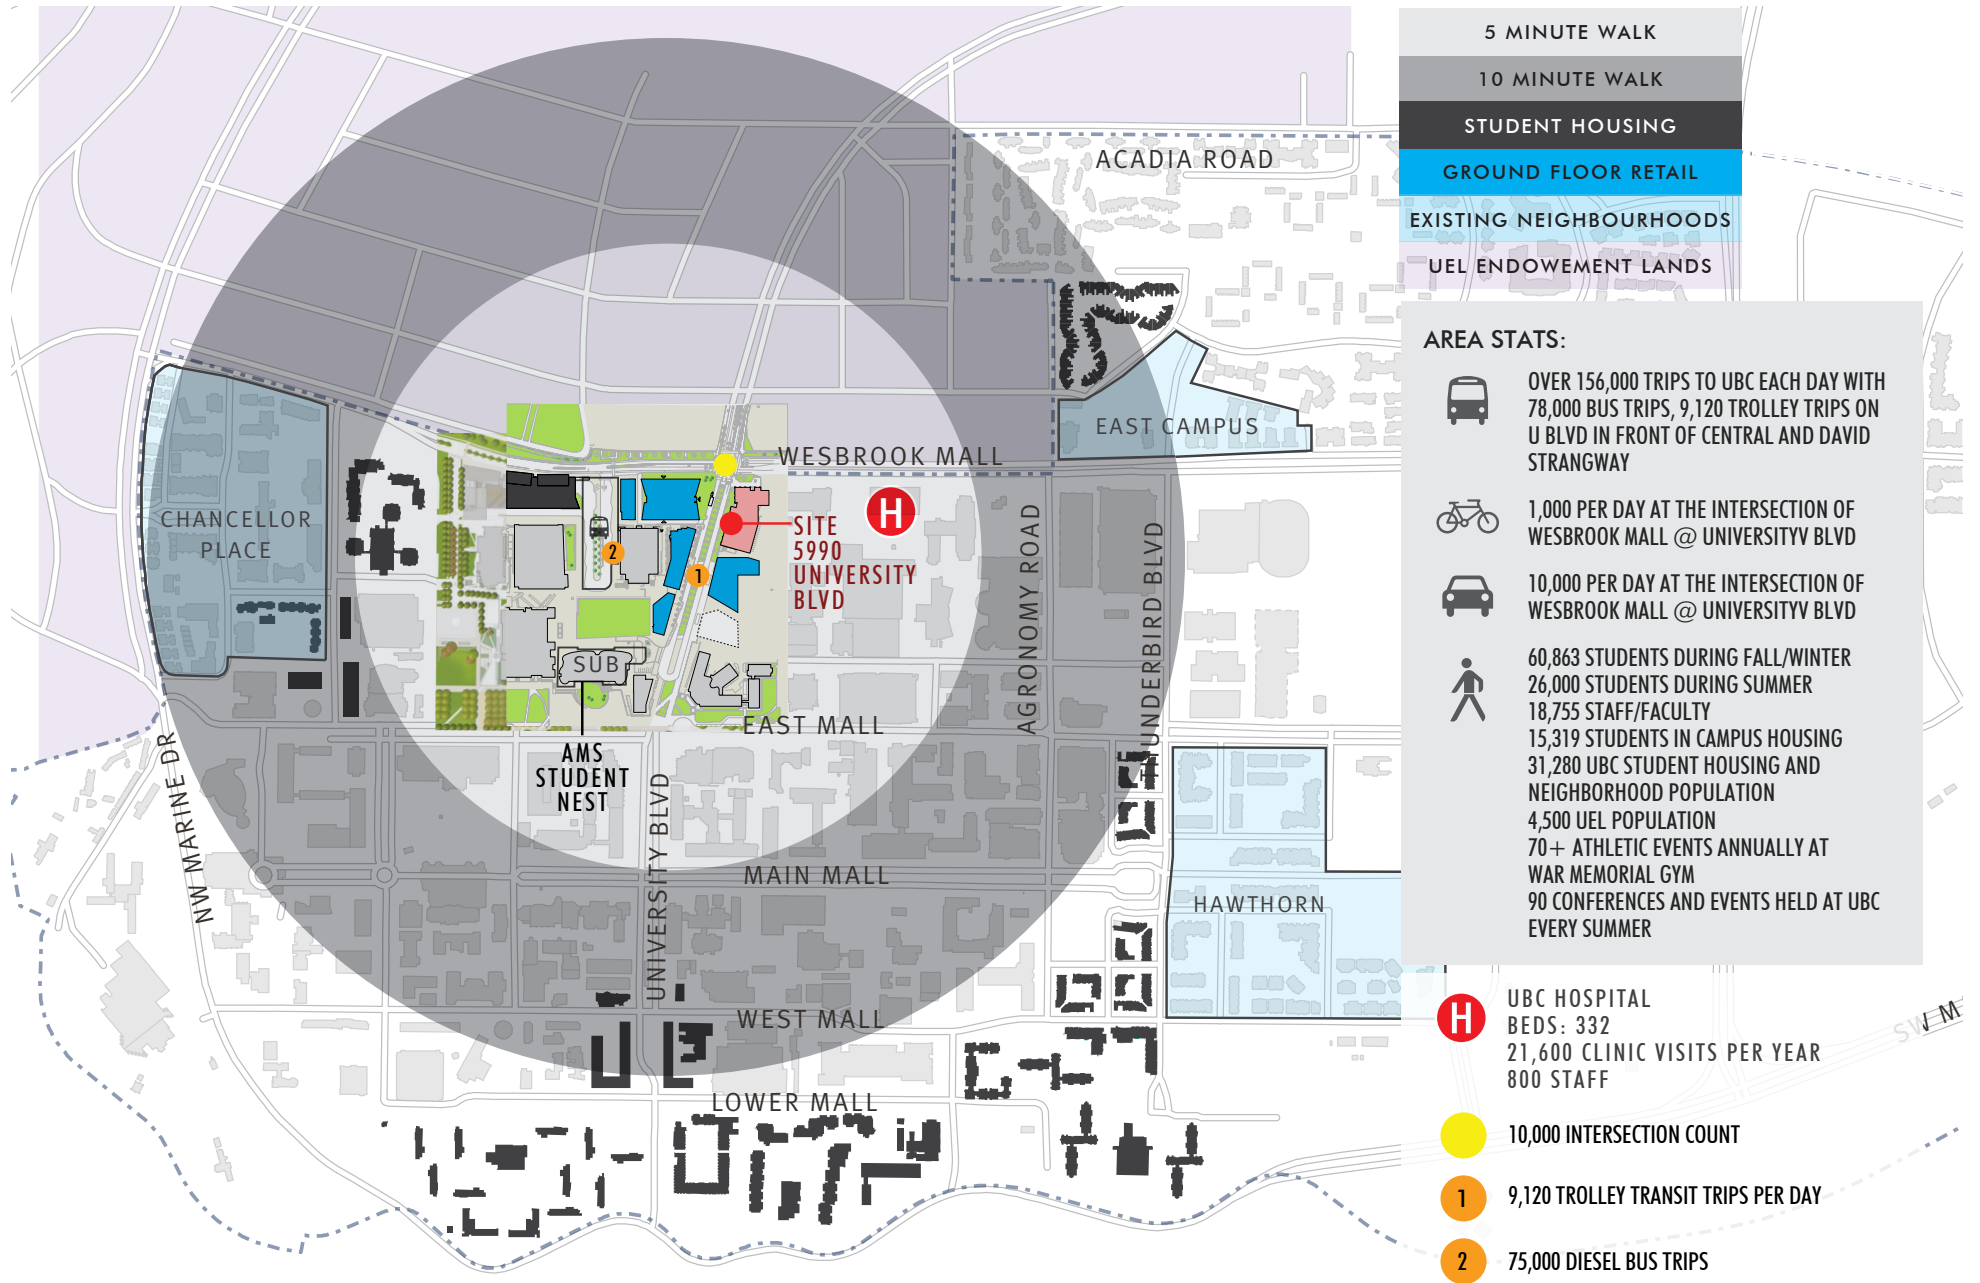 5 MINUTE WALK
10 MINUTE WALK
STUDENT HOUSING
GROUND FLOOR RETAIL
EXISTING NEIGHBOURHOODS
UEL ENDOWEMENT LANDS
ACADIA ROAD
EAST CAMPUS
WESBROOK MALL
CHANCELLOR
PLACE
H
SITE
5990
UNIVERSITY
BLVD
2
1
SUB
AMS
STUDENT
NEST
EAST MALL
AGRONOMY ROAD
THUNDERBIRD BLVD
NW MARINE DR
UNIVERSITY BLVD
MAIN MALL
HAWTHORN
WEST MALL
LOWER MALL
SW M
AREA STATS:
OVER 156,000 TRIPS TO UBC EACH DAY WITH
78,000 BUS TRIPS, 9,120 TROLLEY TRIPS ON
U BLVD IN FRONT OF CENTRAL AND DAVID
STRANGWAY
1,000 PER DAY AT THE INTERSECTION OF
WESBROOK MALL @ UNIVERSITYV BLVD
10,000 PER DAY AT THE INTERSECTION OF
WESBROOK MALL @ UNIVERSITYV BLVD
60,863 STUDENTS DURING FALL/WINTER
26,000 STUDENTS DURING SUMMER
18,755 STAFF/FACULTY
15,319 STUDENTS IN CAMPUS HOUSING
31,280 UBC STUDENT HOUSING AND
NEIGHBORHOOD POPULATION
4,500 UEL POPULATION
70+ ATHLETIC EVENTS ANNUALLY AT
WAR MEMORIAL GYM
90 CONFERENCES AND EVENTS HELD AT UBC
EVERY SUMMER
H
UBC HOSPITAL
BEDS: 332
21,600 CLINIC VISITS PER YEAR
800 STAFF
10,000 INTERSECTION COUNT
1
9,120 TROLLEY TRANSIT TRIPS PER DAY
2
75,000 DIESEL BUS TRIPS